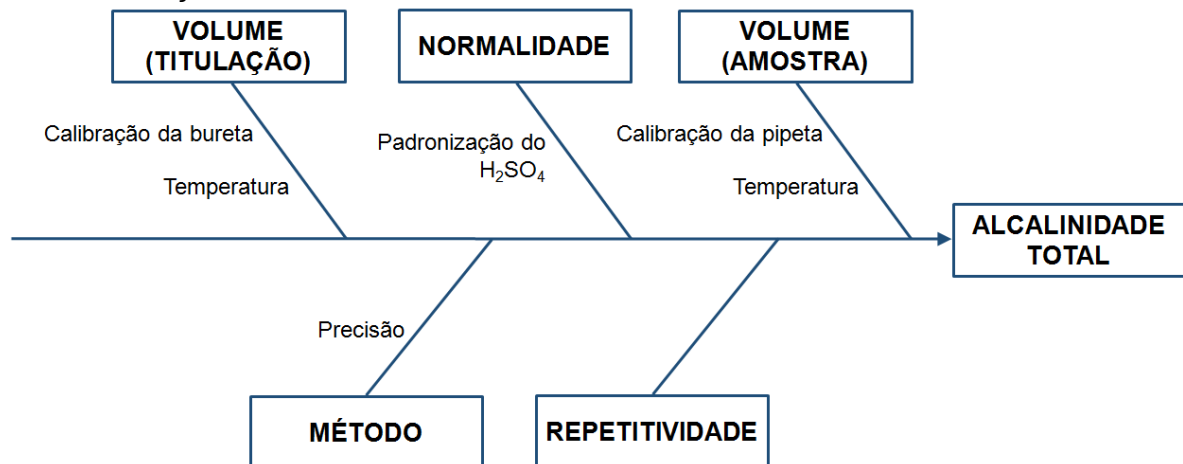 VOLUME
(TITULAÇÃO)
NORMALIDADE
VOLUME
(AMOSTRA)
Calibração da bureta
Temperatura
Padronização do
H₂SO₄
Calibração da pipeta
Temperatura
ALCALINIDADE
TOTAL
Precisão
MÉTODO
REPETITIVIDADE